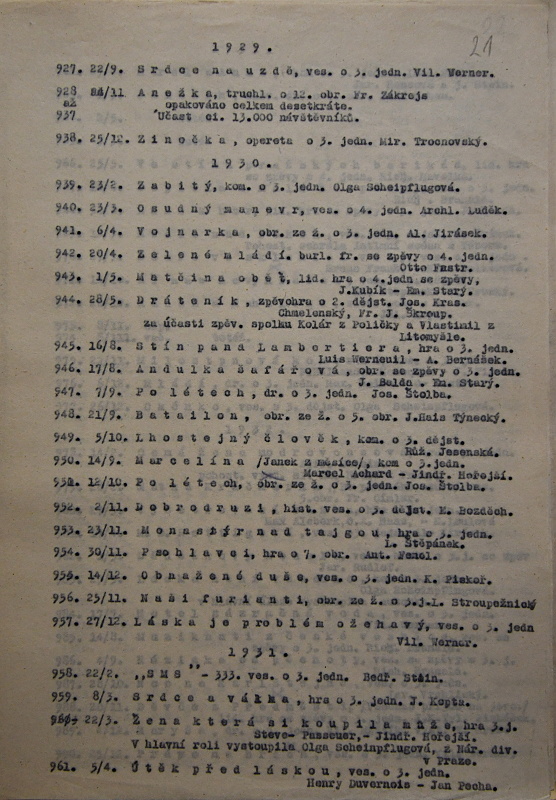 21
1929.
927. 22/9. Srdce na uzdě, ves. o 3. jedn. Vil. Werner.
928 24/11 Anežka, truchl. o 12. obr. Fr. Zákrejs
až opakováno celkem desetkráte.
937 Účast ci. 13.000 návštěvníků.
938. 25/12. Zinočka, opereta o 3. jedn. Mir. Trocnovský.
1930.
939. 23/2. Zabitý, kom. o 3. jedn. Olga Scheipflugová.
940. 23/3. Osudný manevr, ves. o 4. jedn. Archl. Luděk.
941. 6/4. Vojnarka, obr. ze ž. o 3. jedn. Al. Jirásek.
942. 20/4. Zelené mládí. burl. fr. se zpěvy o 4. jedn.
Otto Fastr.
943. 1/5. Matčina oběť, lid. hra o 4.jedn se zpěvy,
J.Kubík - Em. Starý.
944. 28/5. Dráteník, zpěvohra o 2. dějst. Jos. Kras.
Chmelonský, Fr. J. Škroup.
za účasti zpěv. spolku Kolár z Poličky a Vlastimil z
Litomyšle.
945. 16/8. Stín pana Lambertiera, hra o 3. jedn.
Luis Werneuil - A. Bernášek.
946. 17/8. Andulka šafářová, obr. se zpěvy o 3. jedn.
J. Balda - Em. Starý.
947. 7/9. Po létech, dr. o 3. jedn. Jos. Štolba.
948. 21/9. Batailon, obr. ze ž. o 5. obr. J.Hais Týnecký.
949. 5/10. Lhostejný člověk, kom. o 3. dějst.
Růž. Jesenská.
950. 14/9. Marcelína /Janek z měsíce/, kom o 3.jedn.
Marcel Achard - Jindř. Hořejší.
951. 12/10. Po létech, obr. ze ž. o 3. jedn. Jos. Štolba.
952. 2/11. Dobrodruzi, hist. ves. o 3. dějst. E. Bozděch.
953. 23/11. Monastýr nad tajgou, hra o 3. jedn.
L. Štěpánek.
954. 30/11. Psohlavci, hra o 7. obr. Ant. Fencl.
955. 14/12. Obnažené duše, ves. o 3. jedn. K. Piskoř.
956. 25/11. Naši furianti, obr. ze ž. o 3.j.L. Stroupežnický
957. 27/12. Láska je problém ožehavý, ves. o 3. jedn
Vil. Werner.
1931.
958. 22/2. „SMS" - 333. ves. o 3. jedn. Bedř. Stein.
959. 8/3. Srdce a válka, hrs o 3. jedn. J. Kopta.
960. 22/3. Žena která si koupila muže, hra 3.j.
Steve- Passeuer,- Jindř. Hořejší.
V hlavní roli vystoupila Olga Scheinpflugová, z Nár. div.
v Praze.
961. 5/4. Útěk před láskou, ves. o 3. jedn.
Henry Duvernois - Jan Pecha.